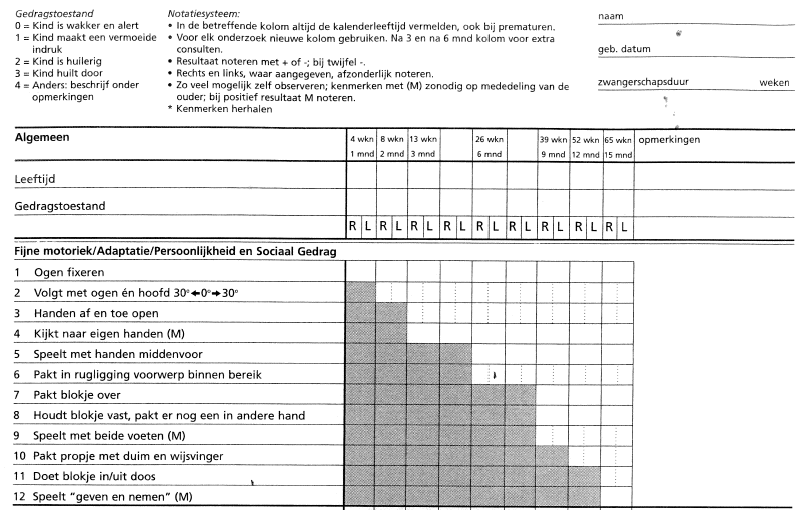 Gedragstoestand
0 = Kind is wakker en alert
1 = Kind maakt een vermoeide
indruk
2 = Kind is huilerig
3 = Kind huilt door
4 = Anders: beschrijf onder
opmerkingen
Notatiesysteem:
• In de betreffende kolom altijd de kalenderleeftijd vermelden, ook bij prematuren.
• Voor elk onderzoek nieuwe kolom gebruiken. Na 3 en na 6 mnd kolom voor extra
consulten.
• Resultaat noteren met + of -; bij twijfel -.
• Rechts en links, waar aangegeven, afzonderlijk noteren.
• Zo veel mogelijk zelf observeren; kenmerken met (M) zonodig op mededeling van de
ouder; bij positief resultaat M noteren.
* Kenmerken herhalen
naam
geb. datum
zwangerschapsduur weken
Algemeen
4 wkn 8 wkn 13 wkn 26 wkn 39 wkn 52 wkn 65 wkn opmerkingen
1 mnd 2 mnd 3 mnd 6 mnd 9 mnd 12 mnd 15 mnd
Leeftijd
Gedragstoestand
R L R L R L R L R L R L R L R L R L
Fijne motoriek/Adaptatie/Persoonlijkheid en Sociaal Gedrag
1 Ogen fixeren
2 Volgt met ogen én hoofd 30°←0°→30°
3 Handen af en toe open
4 Kijkt naar eigen handen (M)
5 Speelt met handen middenvoor
6 Pakt in rugligging voorwerp binnen bereik
7 Pakt blokje over
8 Houdt blokje vast, pakt er nog een in andere hand
9 Speelt met beide voeten (M)
10 Pakt propje met duim en wijsvinger
11 Doet blokje in/uit doos
12 Speelt "geven en nemen" (M)